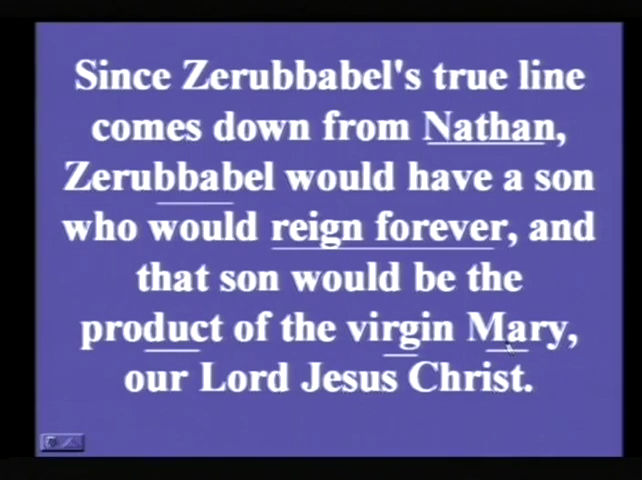 Since Zerubbabel's true line
comes down from Nathan,
Zerubbabel would have a son
who would reign forever, and
that son would be the
product of the virgin Mary,
our Lord Jesus Christ.